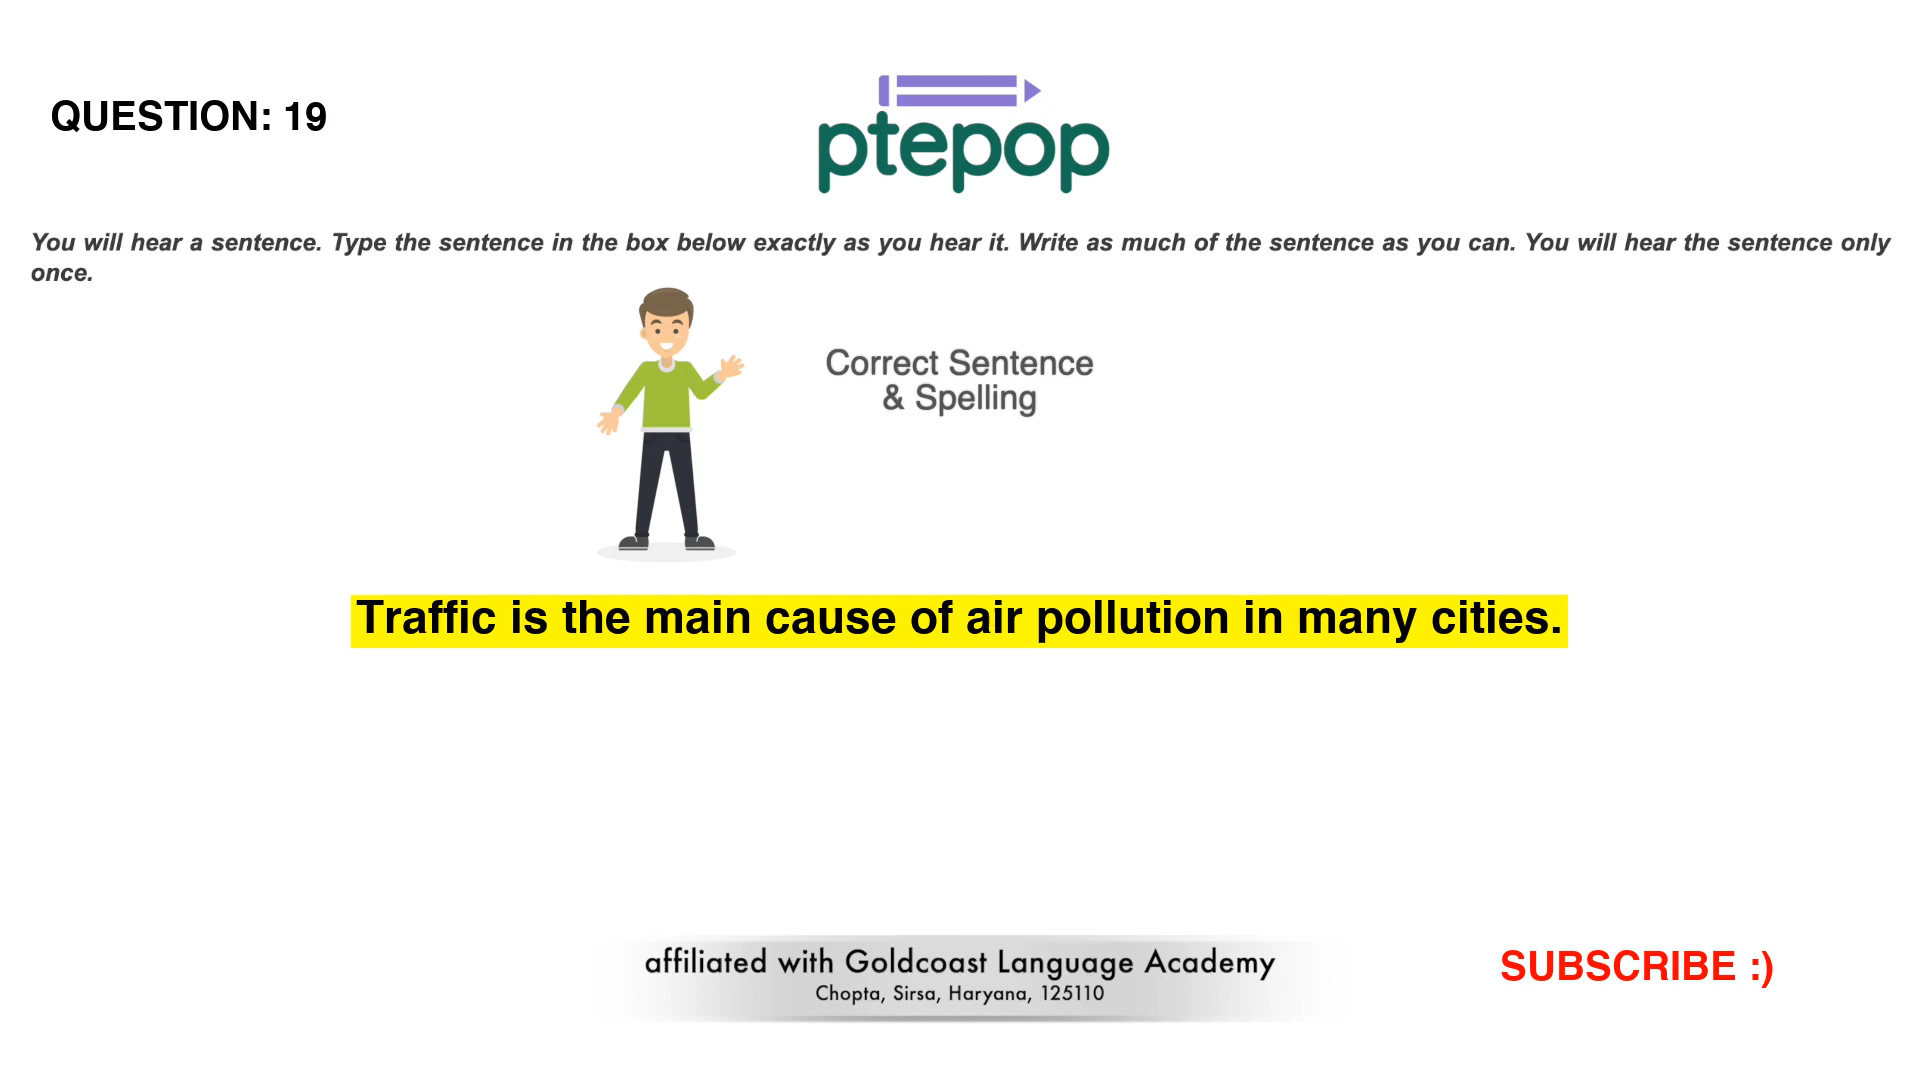 QUESTION: 19
ptepop
You will hear a sentence. Type the sentence in the box below exactly as you hear it. Write as much of the sentence as you can. You will hear the sentence only
once.
Correct Sentence
& Spelling
Traffic is the main cause of air pollution in many cities.
affiliated with Goldcoast Language Academy
Chopta, Sirsa, Haryana, 125110
SUBSCRIBE :)